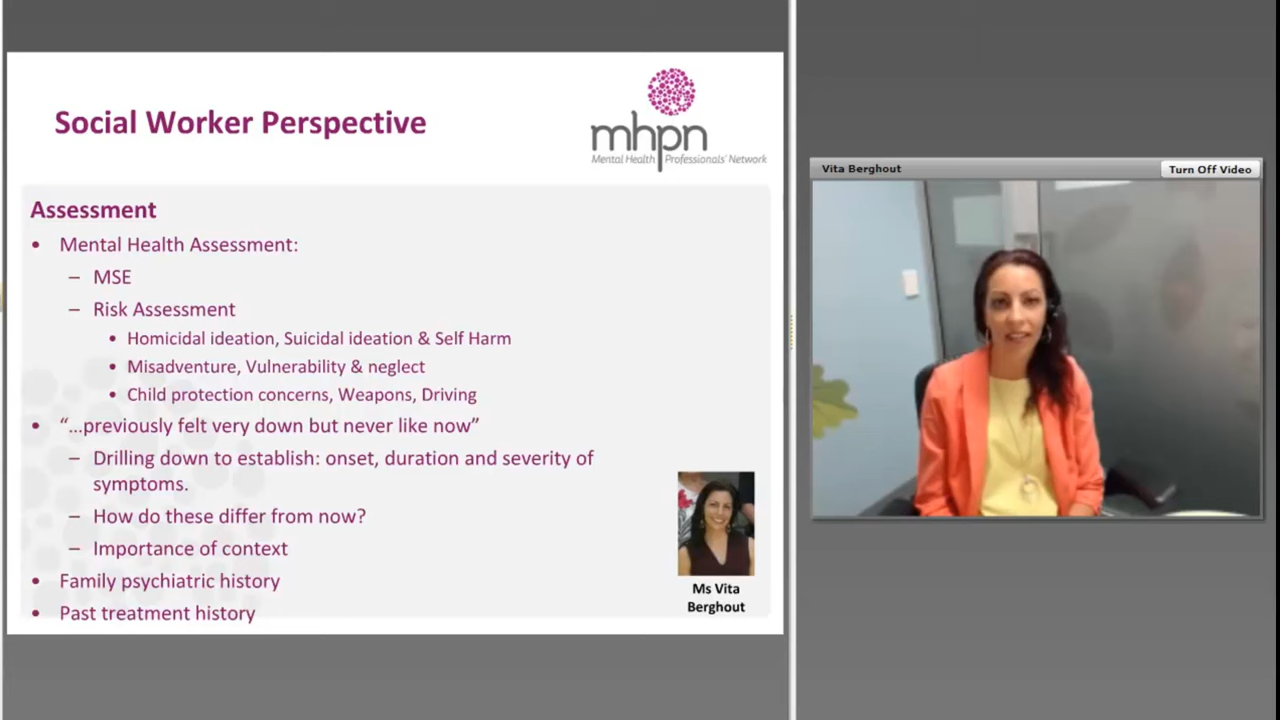 Social Worker Perspective
mhpn
Mental Health Professionals' Network
Assessment
• Mental Health Assessment:
– MSE
– Risk Assessment
• Homicidal ideation, Suicidal ideation & Self Harm
• Misadventure, Vulnerability & neglect
• Child protection concerns, Weapons, Driving
• “…previously felt very down but never like now”
– Drilling down to establish: onset, duration and severity of
symptoms.
– How do these differ from now?
– Importance of context
• Family psychiatric history
• Past treatment history
Ms Vita
Berghout
Vita Berghout
Turn Off Video